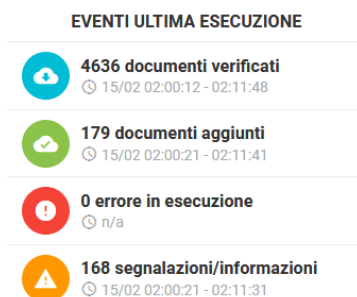 EVENTI ULTIMA ESECUZIONE
4636 documenti verificati
15/02 02:00:12 - 02:11:48
179 documenti aggiunti
15/02 02:00:21 - 02:11:41
0 errore in esecuzione
n/a
168 segnalazioni/informazioni
15/02 02:00:21 - 02:11:31